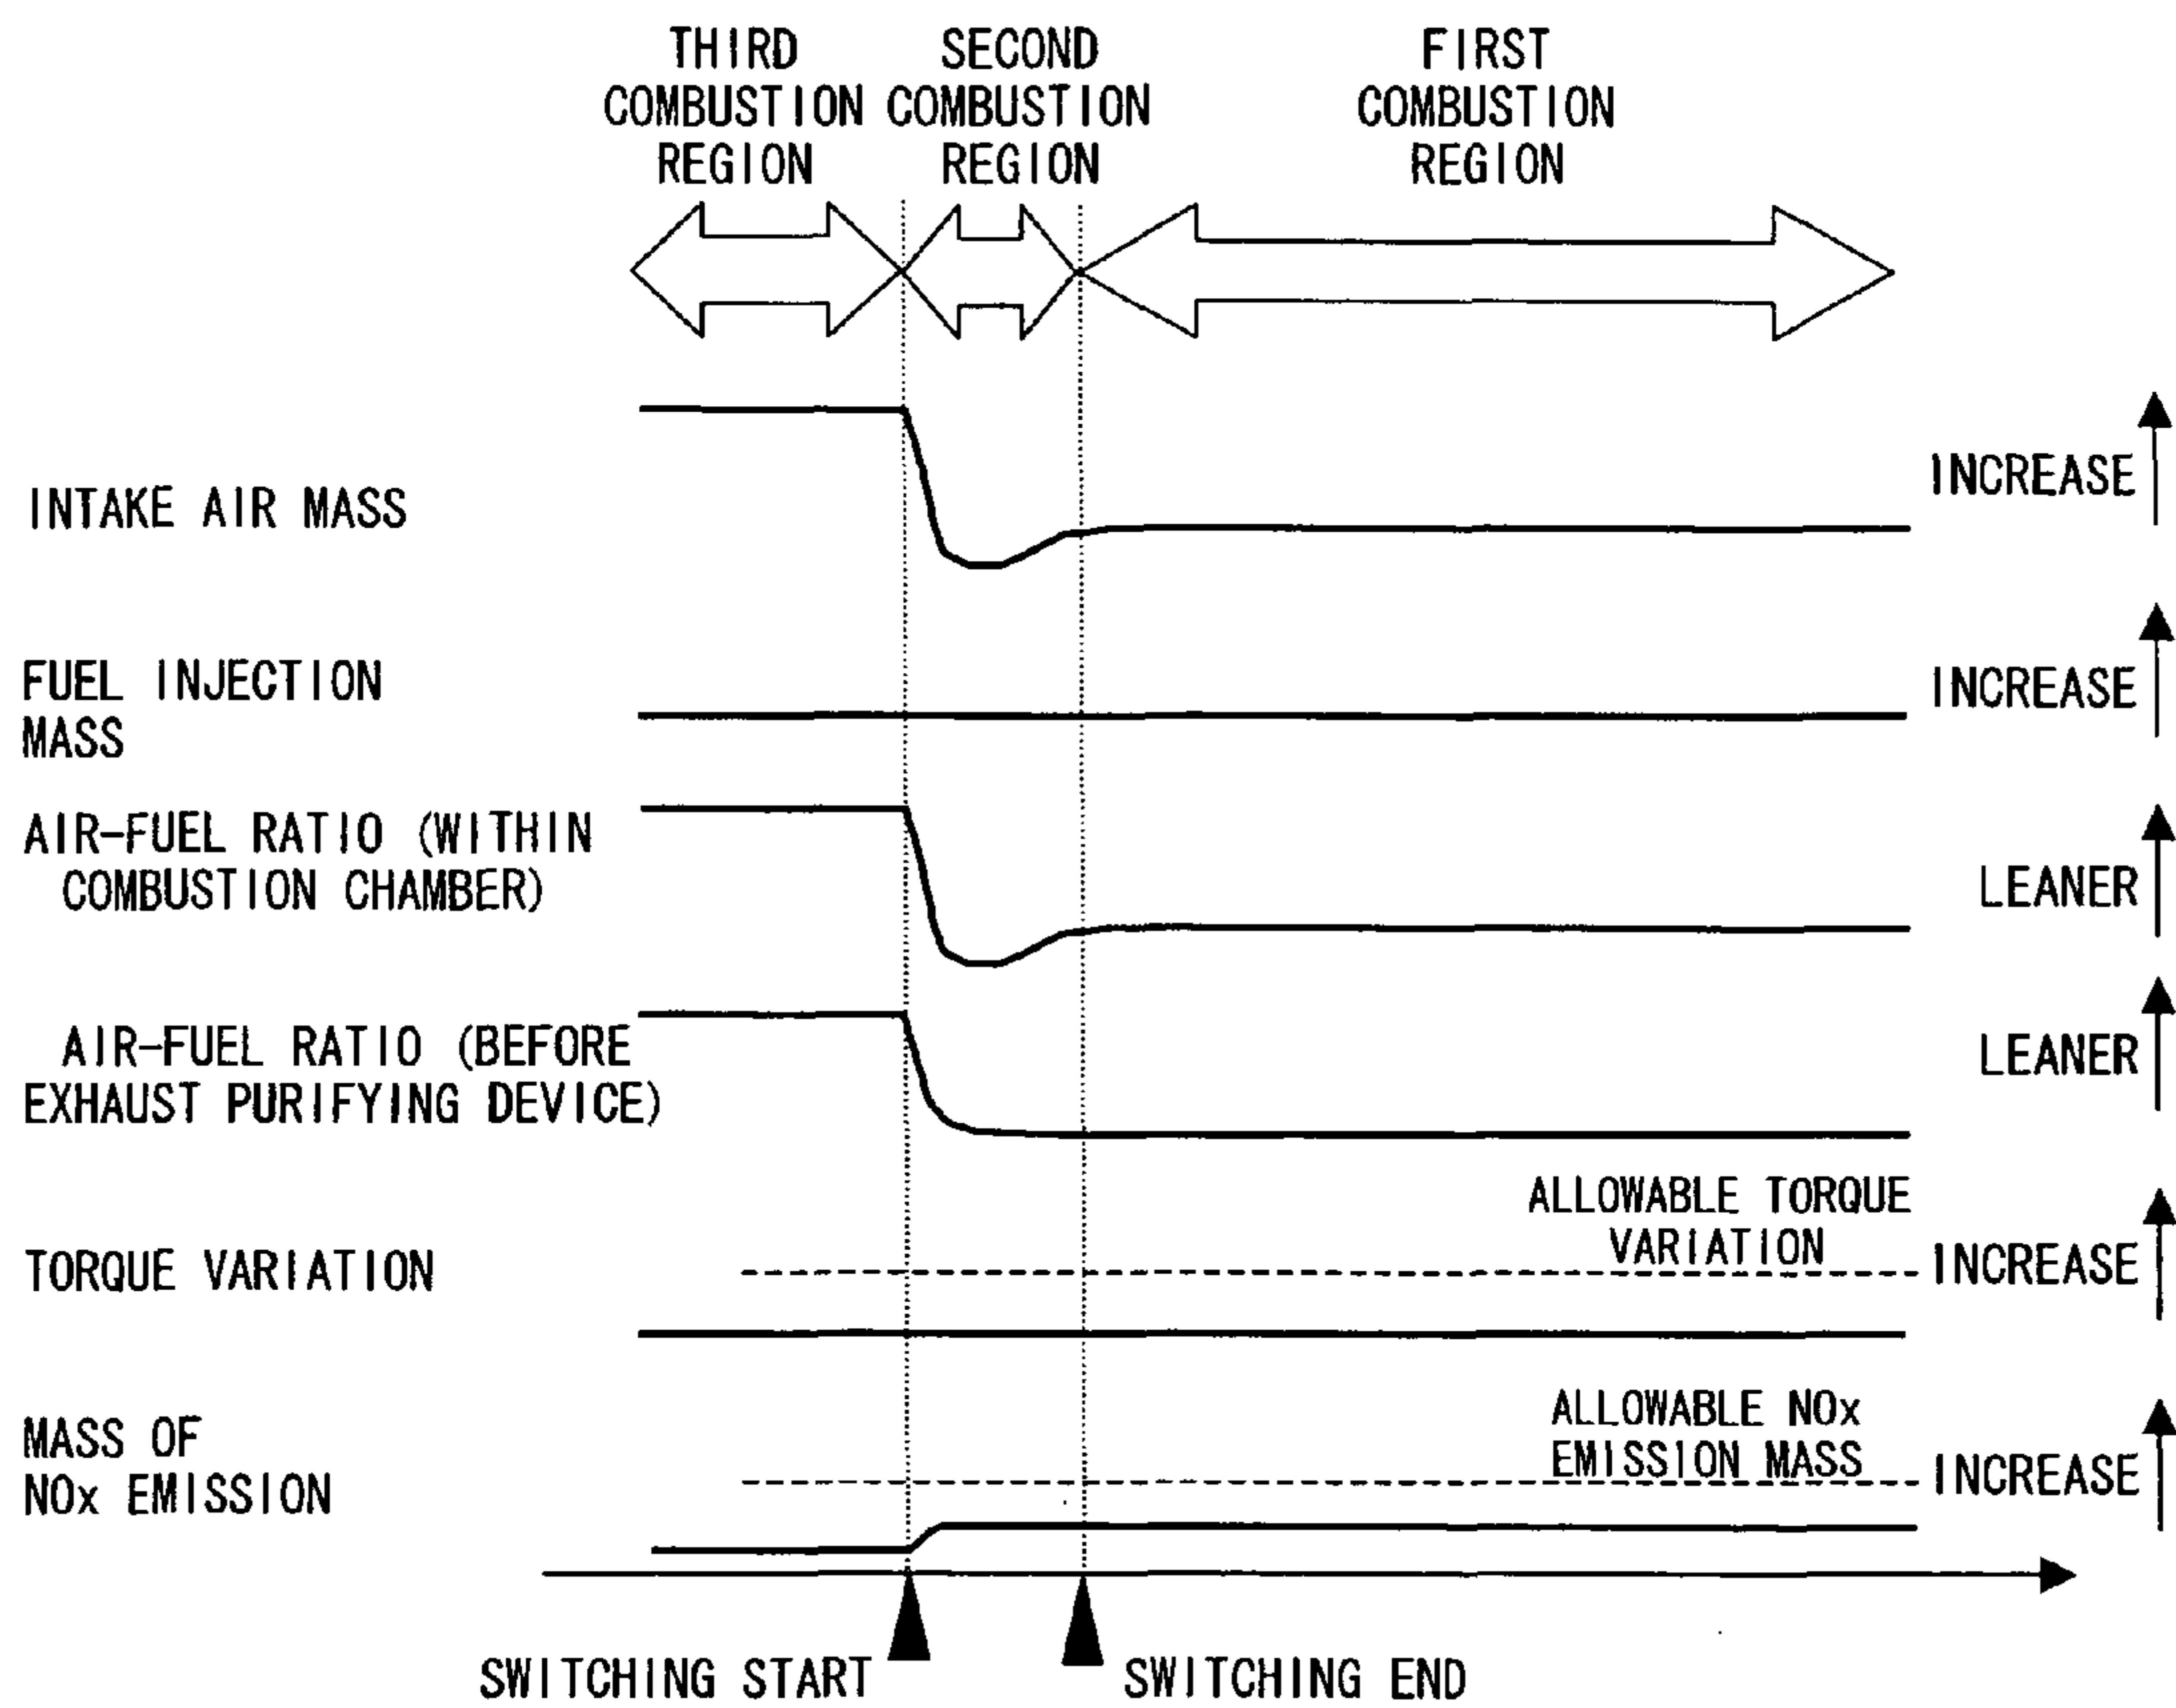 THIRD
COMBUSTION
REGION
SECOND
COMBUSTION
REGION
FIRST
COMBUSTION
REGION
INTAKE AIR MASS
INCREASE
FUEL INJECTION
MASS
INCREASE
AIR-FUEL RATIO (WITHIN
COMBUSTION CHAMBER)
LEANER
AIR-FUEL RATIO (BEFORE
EXHAUST PURIFYING DEVICE)
LEANER
TORQUE VARIATION
ALLOWABLE TORQUE
VARIATION
INCREASE
MASS OF
NOx EMISSION
ALLOWABLE NOx
EMISSION MASS
INCREASE
SWITCHING START
SWITCHING END